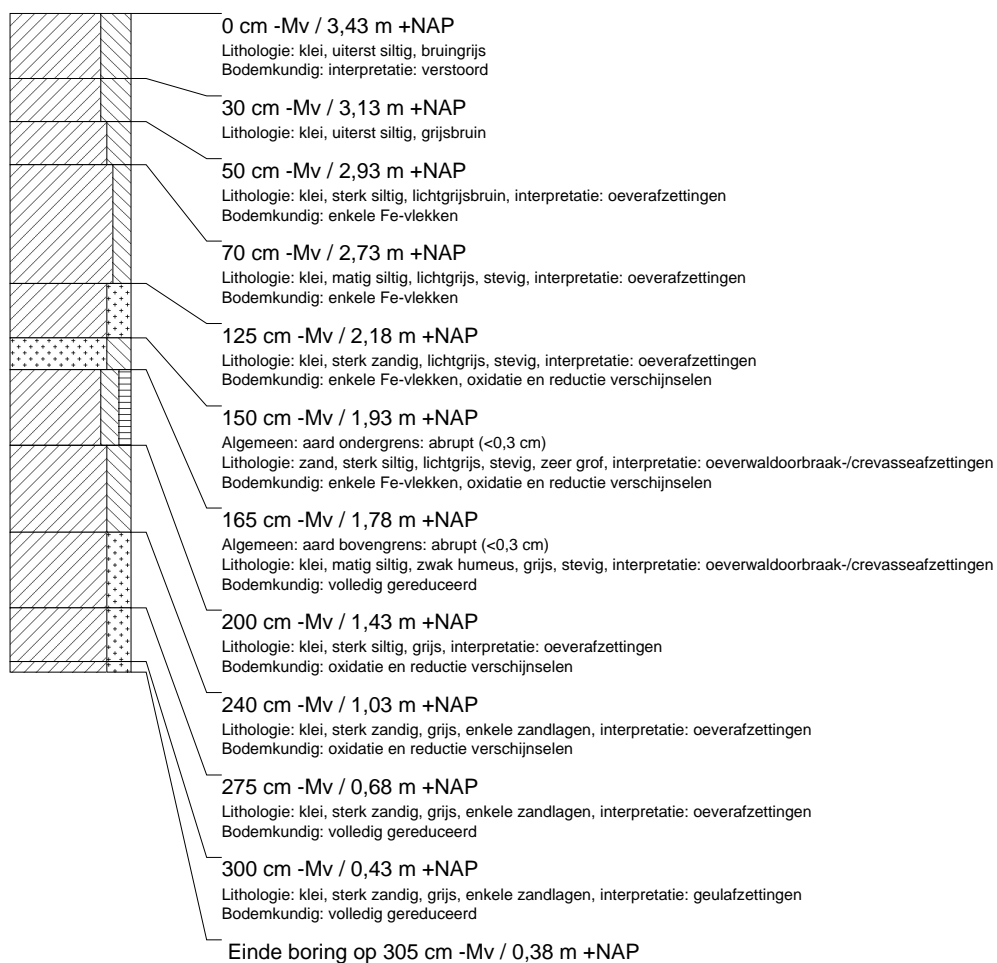 0 cm -Mv / 3,43 m +NAP
Lithologie: klei, uiterst siltig, bruingrijs
Bodemkundig: interpretatie: verstoord
30 cm -Mv / 3,13 m +NAP
Lithologie: klei, uiterst siltig, grijsbruin
50 cm -Mv / 2,93 m +NAP
Lithologie: klei, sterk siltig, lichtgrijsbruin, interpretatie: oeverafzettingen
Bodemkundig: enkele Fe-vlekken
70 cm -Mv / 2,73 m +NAP
Lithologie: klei, matig siltig, lichtgrijs, stevig, interpretatie: oeverafzettingen
Bodemkundig: enkele Fe-vlekken
125 cm -Mv / 2,18 m +NAP
Lithologie: klei, sterk zandig, lichtgrijs, stevig, interpretatie: oeverafzettingen
Bodemkundig: enkele Fe-vlekken, oxidatie en reductie verschijnselen
150 cm -Mv / 1,93 m +NAP
Algemeen: aard ondergrens: abrupt (<0,3 cm)
Lithologie: zand, sterk siltig, lichtgrijs, stevig, zeer grof, interpretatie: oeverwaldoorbraak-/crevasseafzettingen
Bodemkundig: enkele Fe-vlekken, oxidatie en reductie verschijnselen
165 cm -Mv / 1,78 m +NAP
Algemeen: aard bovengrens: abrupt (<0,3 cm)
Lithologie: klei, matig siltig, zwak humeus, grijs, stevig, interpretatie: oeverwaldoorbraak-/crevasseafzettingen
Bodemkundig: volledig gereduceerd
200 cm -Mv / 1,43 m +NAP
Lithologie: klei, sterk siltig, grijs, interpretatie: oeverafzettingen
Bodemkundig: oxidatie en reductie verschijnselen
240 cm -Mv / 1,03 m +NAP
Lithologie: klei, sterk zandig, grijs, enkele zandlagen, interpretatie: oeverafzettingen
Bodemkundig: oxidatie en reductie verschijnselen
275 cm -Mv / 0,68 m +NAP
Lithologie: klei, sterk zandig, grijs, enkele zandlagen, interpretatie: oeverafzettingen
Bodemkundig: volledig gereduceerd
300 cm -Mv / 0,43 m +NAP
Lithologie: klei, sterk zandig, grijs, enkele zandlagen, interpretatie: geulafzettingen
Bodemkundig: volledig gereduceerd
Einde boring op 305 cm -Mv / 0,38 m +NAP